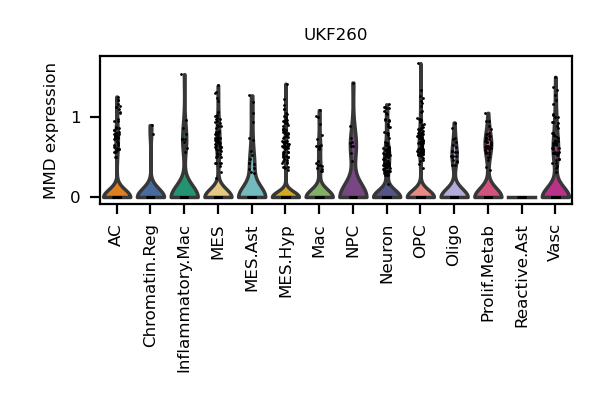 UKF260
MMD expression
1
0
AC
Chromatin.Reg
Inflammatory.Mac
MES
MES.Ast
MES.Hyp
Mac
NPC
Neuron
OPC
Oligo
Prolif.Metab
Reactive.Ast
Vasc